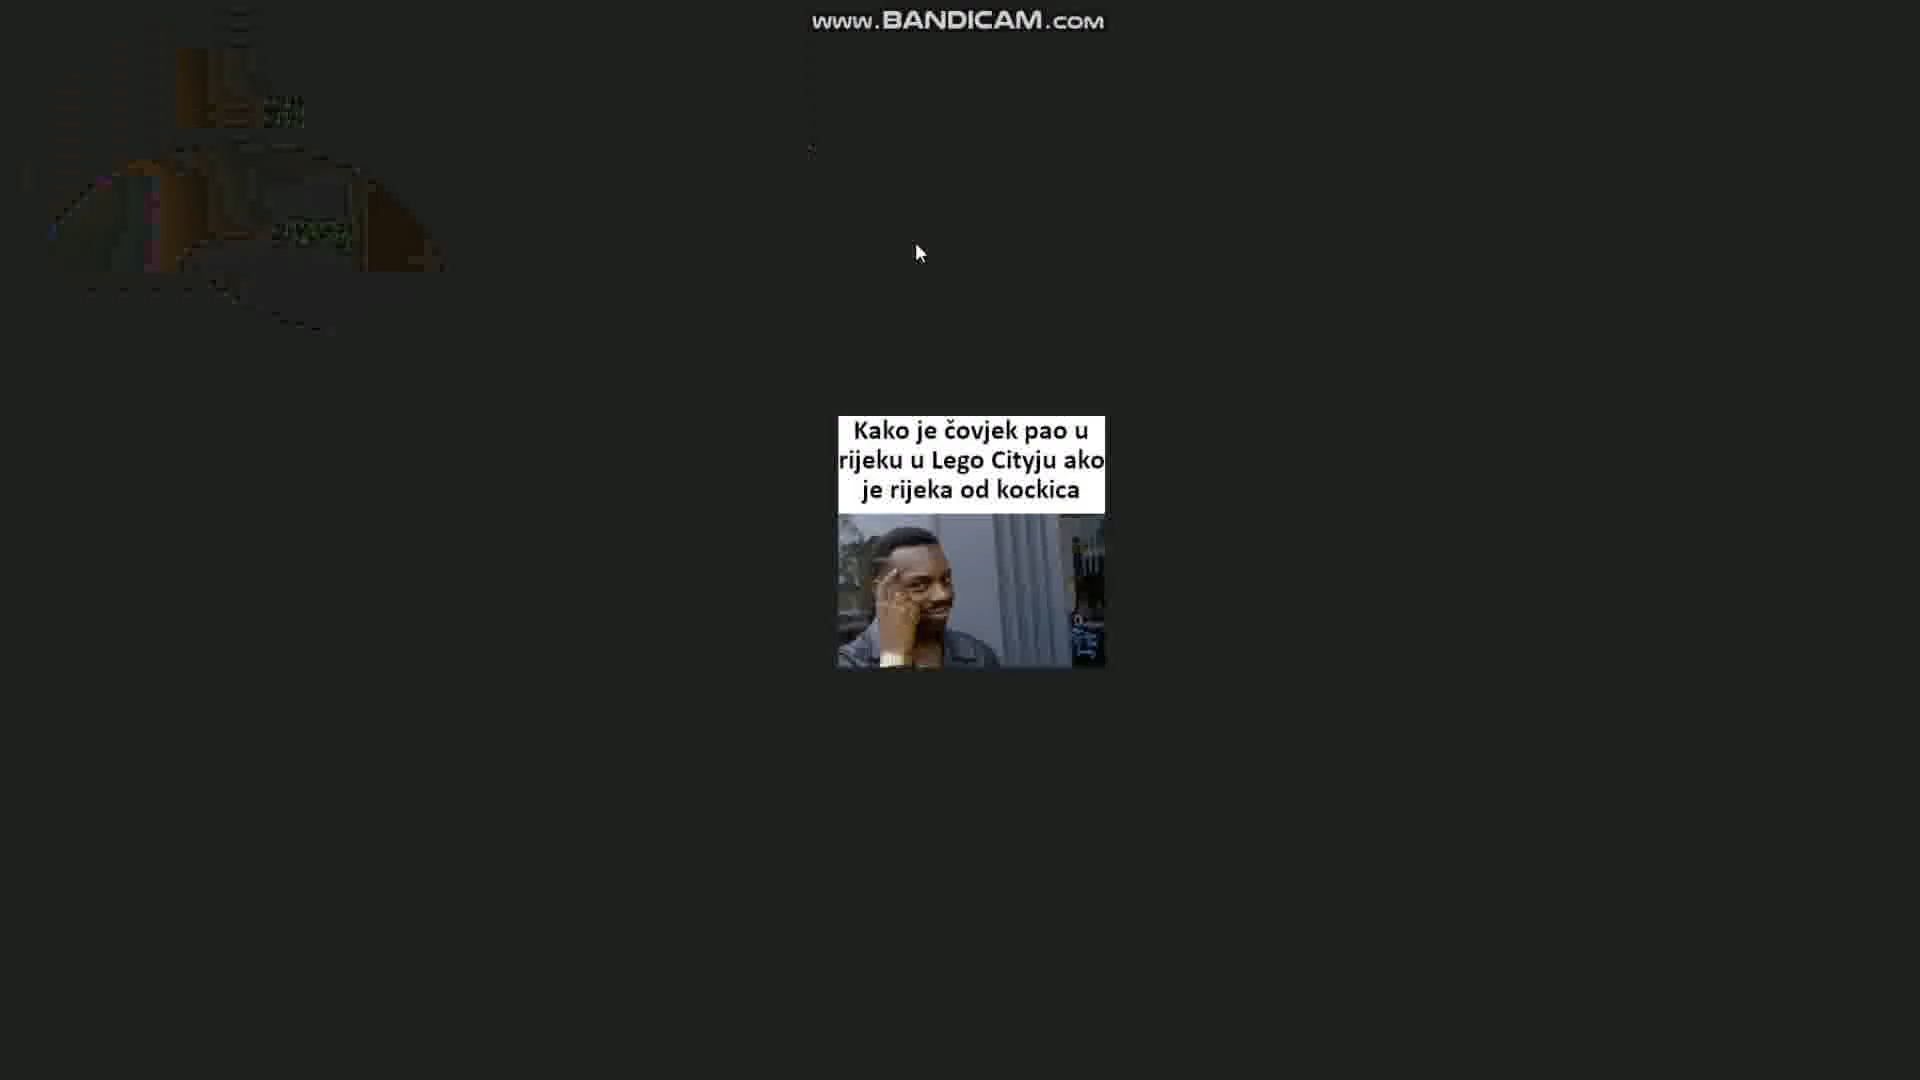 www.BANDICAM.com
Kako je čovjek pao u
rijeku u Lego Cityju ako
je rijeka od kockica